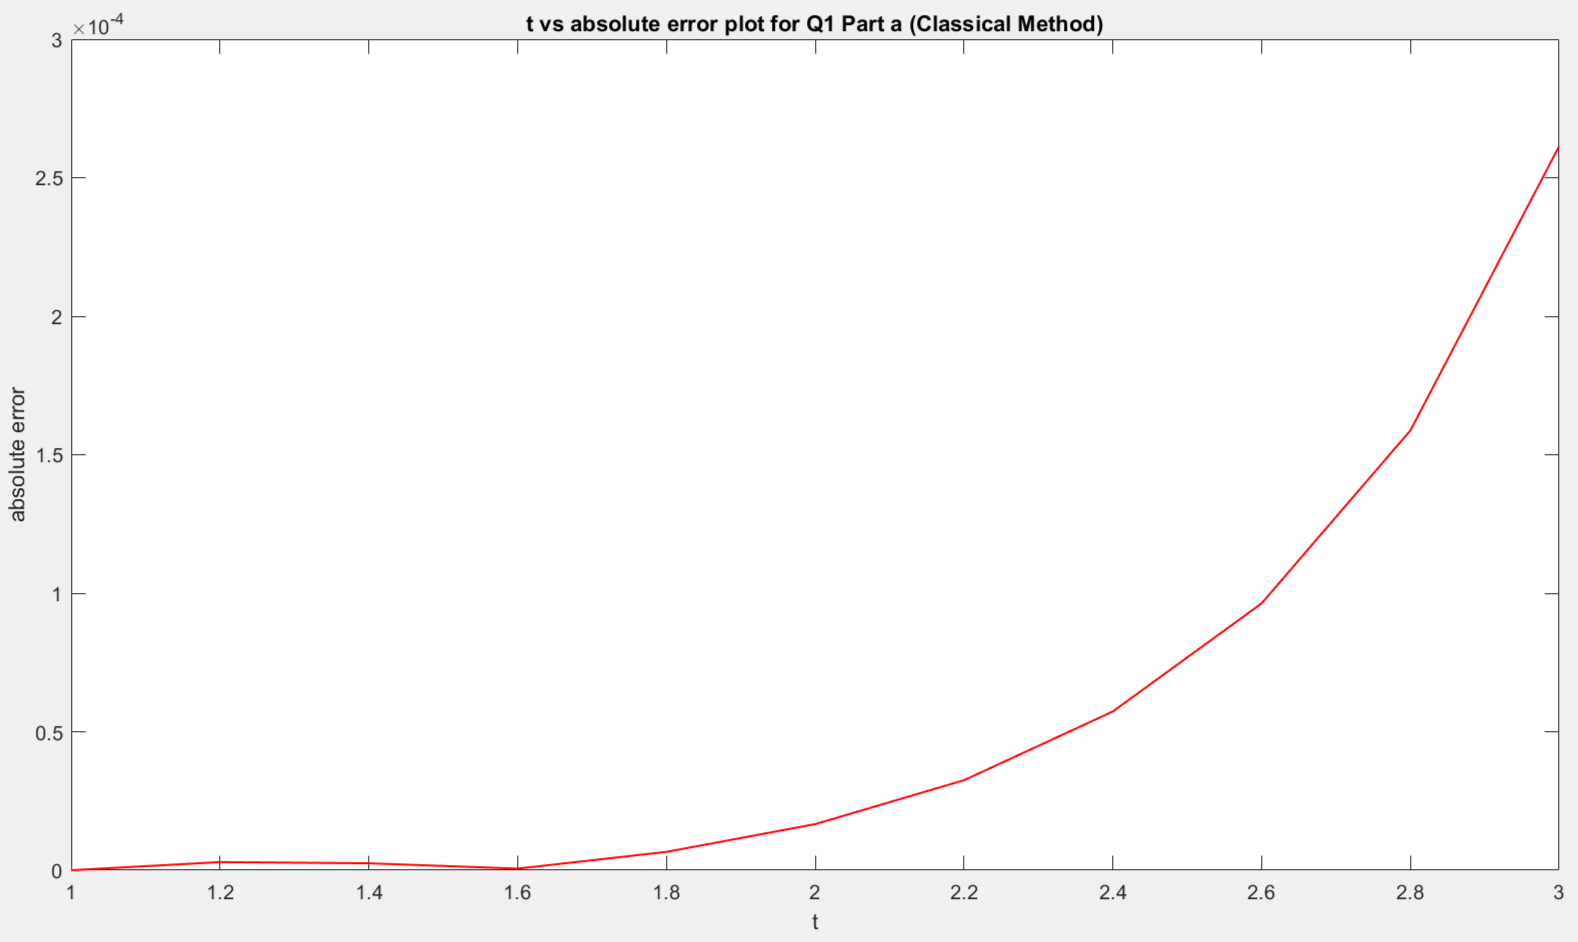 t vs absolute error plot for Q1 Part a (Classical Method)
×10-4
3
2.5
2
1.5
1
0.5
0
absolute error
1 1.2 1.4 1.6 1.8 2 2.2 2.4 2.6 2.8 3
t